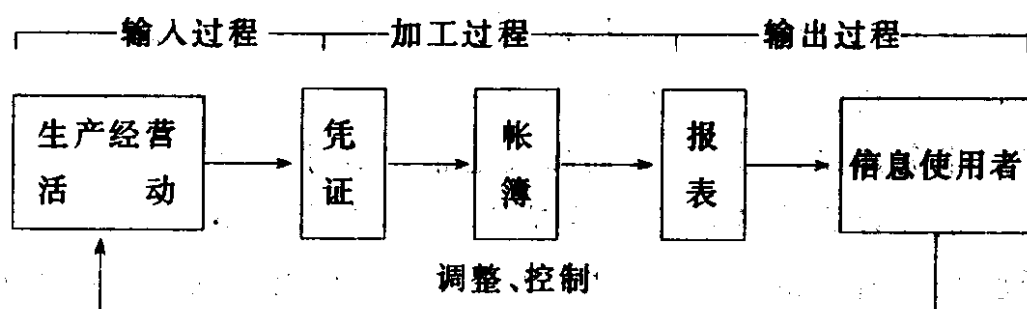 输入过程 加工过程 输出过程
生产经营
活动
凭
证
帐
簿
报
表
信息使用者
调整、控制